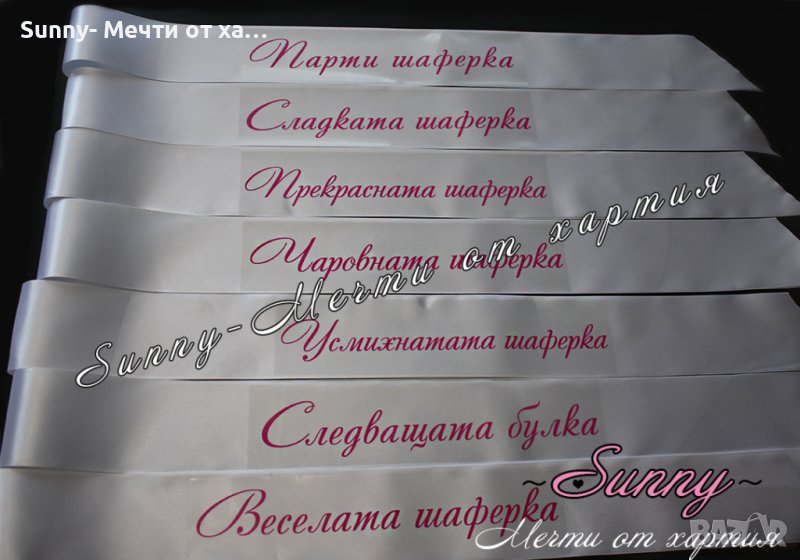 Sunny- Мечти от ха...
Парти шаферка
Сладката шаферка
Прекрасната шаферка
Чаровната шаферка
Усмихнатата шаферка
Следващата булка
Веселата шаферка
Sunny-Мечти от хартия
~Sunny~
Мечти от хартия
BAZAR